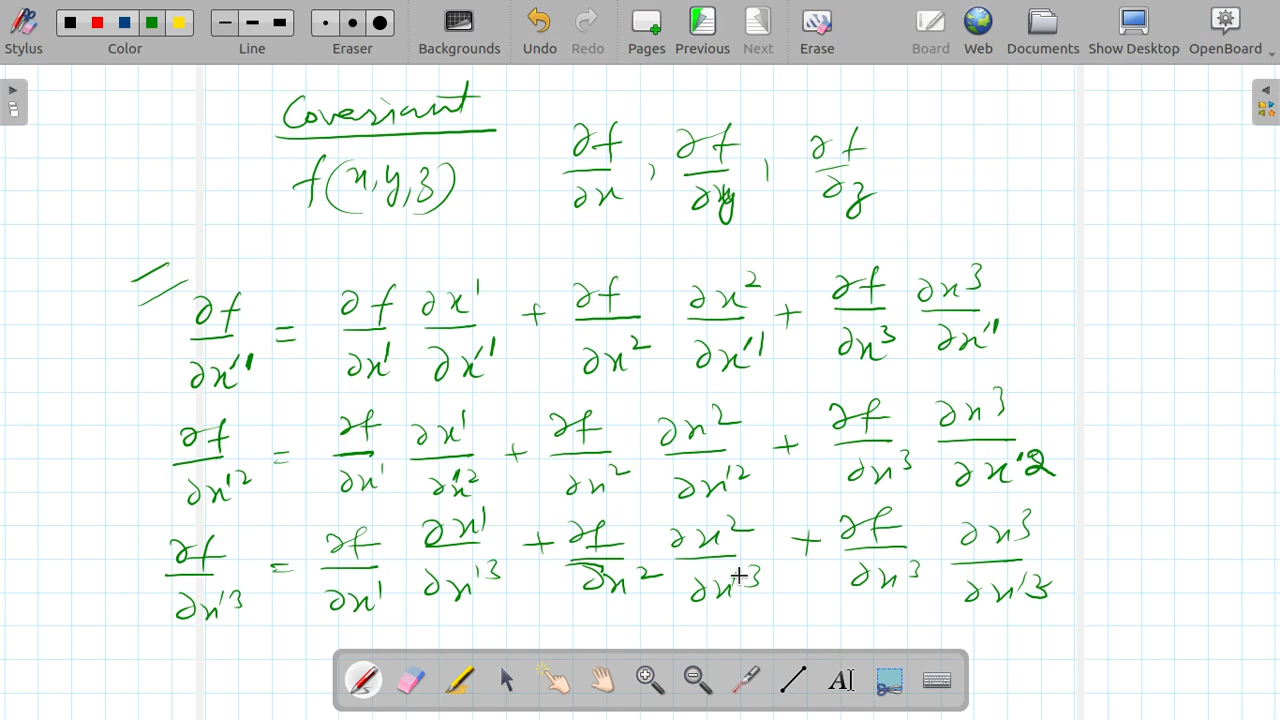 Stylus Color Line Eraser Backgrounds Undo Redo Pages Previous Next Erase Board Web Documents Show Desktop OpenBoard
Covariant
f(x,y,z) ∂f/∂x , ∂f/∂y , ∂f/∂z
∂f/∂x'¹ = ∂f/∂x¹ ∂x¹/∂x'¹ + ∂f/∂x² ∂x²/∂x'¹ + ∂f/∂x³ ∂x³/∂x'¹
∂f/∂x'² = ∂f/∂x¹ ∂x¹/∂x'² + ∂f/∂x² ∂x²/∂x'² + ∂f/∂x³ ∂x³/∂x'²
∂f/∂x'³ = ∂f/∂x¹ ∂x¹/∂x'³ + ∂f/∂x² ∂x²/∂x'³ + ∂f/∂x³ ∂x³/∂x'³